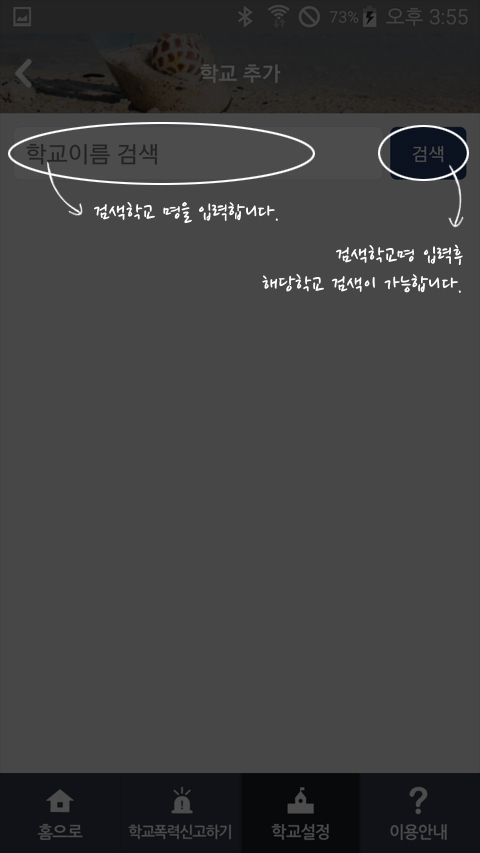 73% 오후 3:55
학교 추가
학교이름 검색
검색
검색학교 명을 입력합니다.
검색학교명 입력후
해당학교 검색이 가능합니다.
홈으로
학교폭력신고하기
학교설정
?
이용안내